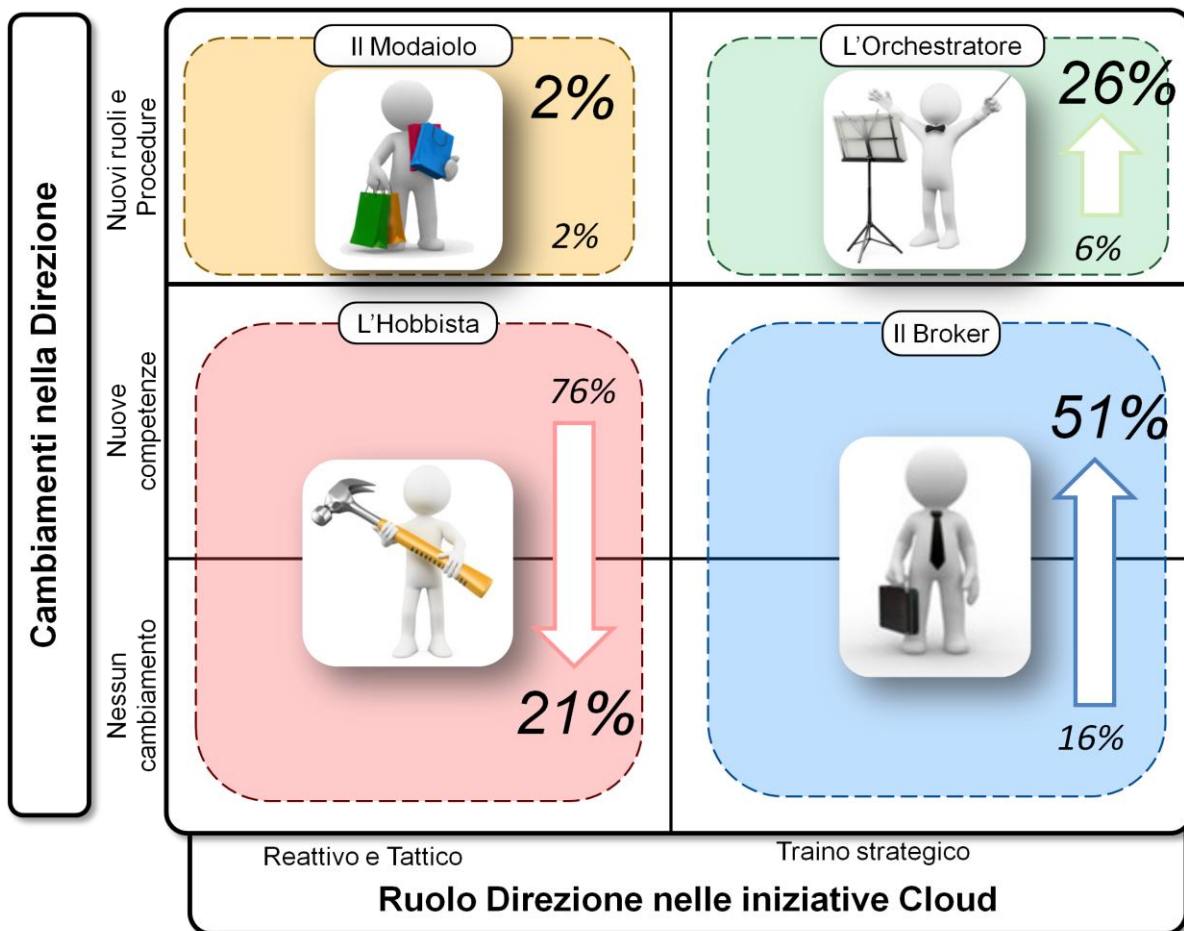 Cambiamenti nella Direzione
Nuovi ruoli e
Procedure
Il Modaiolo
2%
2%
L'Orchestratore
26%
6%
Nuove
competenze
Nessun
cambiamento
L'Hobbista
76%
21%
Il Broker
51%
16%
Reattivo e Tattico
Traino strategico
Ruolo Direzione nelle iniziative Cloud